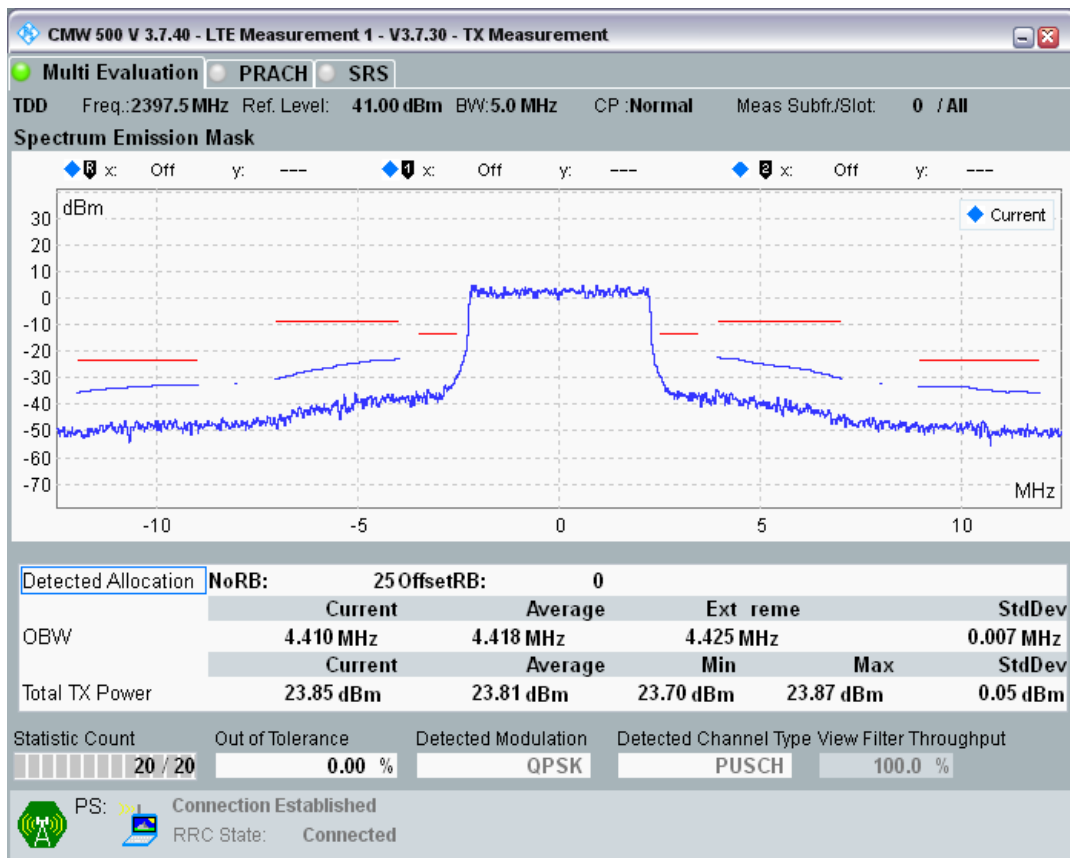 CMW 500 V 3.7.40 - LTE Measurement 1 - V3.7.30 - TX Measurement
Multi Evaluation PRACH SRS
TDD Freq.:2397.5 MHz Ref. Level: 41.00 dBm BW:5.0 MHz CP :Normal Meas Subfr./Slot: 0 / All
Spectrum Emission Mask
R x: Off y: --- 1 x: Off y: --- 2 x: Off y: ---
dBm
Current
30
20
10
0
-10
-20
-30
-40
-50
-60
-70
MHz
-10 -5 0 5 10
Detected Allocation NoRB: 25 OffsetRB: 0
Current Average Ext reme StdDev
OBW 4.410 MHz 4.418 MHz 4.425 MHz 0.007 MHz
Current Average Min Max StdDev
Total TX Power 23.85 dBm 23.81 dBm 23.70 dBm 23.87 dBm 0.05 dBm
Statistic Count Out of Tolerance Detected Modulation Detected Channel Type View Filter Throughput
20 / 20 0.00 % QPSK PUSCH 100.0 %
PS: Connection Established
RRC State: Connected